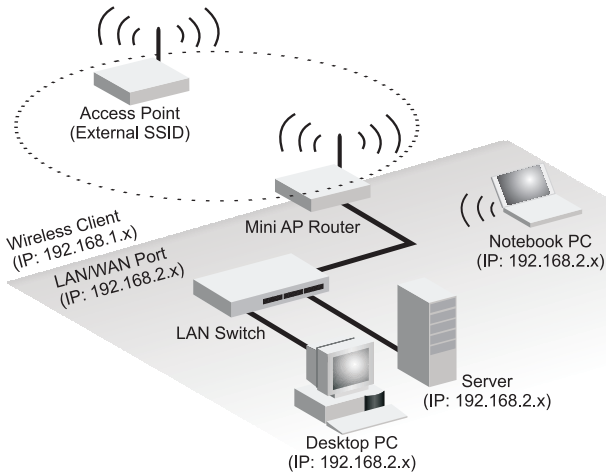 Access Point
(External SSID)
Mini AP Router
Wireless Client
(IP: 192.168.1.x)
LAN/WAN Port
(IP: 192.168.2.x)
Notebook PC
(IP: 192.168.2.x)
LAN Switch
Server
(IP: 192.168.2.x)
Desktop PC
(IP: 192.168.2.x)